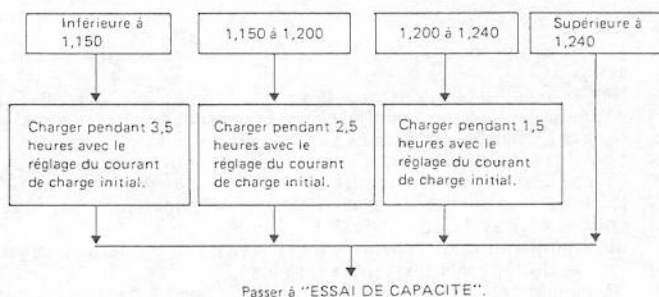 Inférieure à
1,150
1,150 à 1,200
1,200 à 1,240
Supérieure à
1,240
Charger pendant 3,5
heures avec le
réglage du courant
de charge initial.
Charger pendant 2,5
heures avec le
réglage du courant
de charge initial.
Charger pendant 1,5
heures avec le
réglage du courant
de charge initial.
Passer à "ESSAI DE CAPACITE".